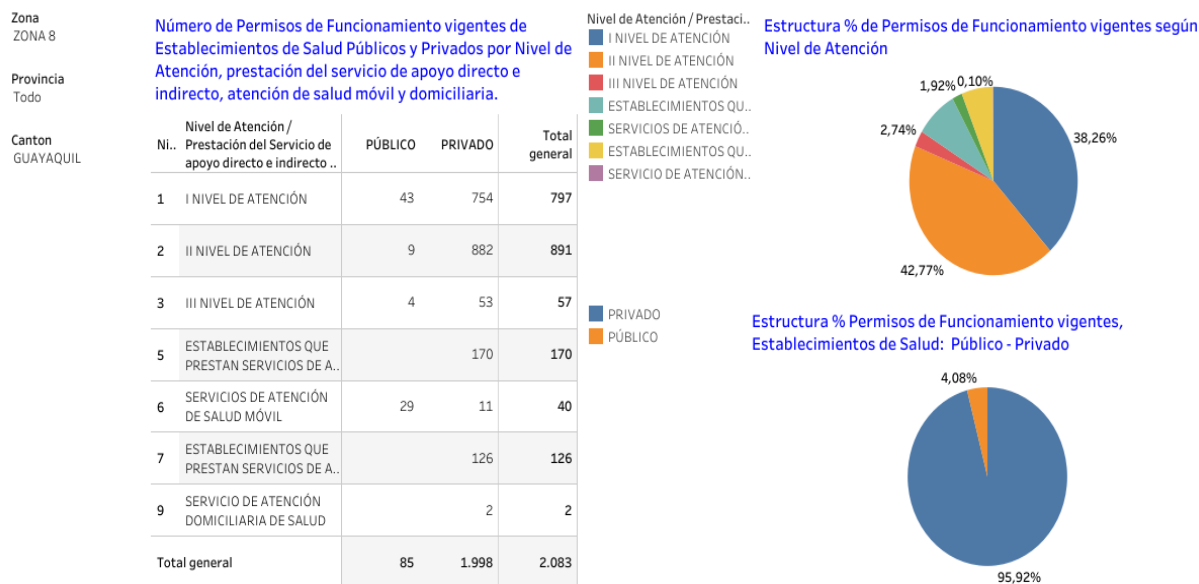 Zona
ZONA 8
Provincia
Todo
Canton
GUAYAQUIL
Número de Permisos de Funcionamiento vigentes de
Establecimientos de Salud Públicos y Privados por Nivel de
Atención, prestación del servicio de apoyo directo e
indirecto, atención de salud móvil y domiciliaria.
Ni.. Nivel de Atención / Prestación del Servicio de apoyo directo e indirecto .. PÚBLICO PRIVADO Total general
1 I NIVEL DE ATENCIÓN 43 754 797
2 II NIVEL DE ATENCIÓN 9 882 891
3 III NIVEL DE ATENCIÓN 4 53 57
5 ESTABLECIMIENTOS QUE PRESTAN SERVICIOS DE A.. 170 170
6 SERVICIOS DE ATENCIÓN DE SALUD MÓVIL 29 11 40
7 ESTABLECIMIENTOS QUE PRESTAN SERVICIOS DE A.. 126 126
9 SERVICIO DE ATENCIÓN DOMICILIARIA DE SALUD 2 2
Total general 85 1.998 2.083
Nivel de Atención / Prestaci..
I NIVEL DE ATENCIÓN
II NIVEL DE ATENCIÓN
III NIVEL DE ATENCIÓN
ESTABLECIMIENTOS QU..
SERVICIOS DE ATENCIÓ..
ESTABLECIMIENTOS QU..
SERVICIO DE ATENCIÓN..
Estructura % de Permisos de Funcionamiento vigentes según
Nivel de Atención
1,92% 0,10%
2,74%
38,26%
42,77%
PRIVADO
PÚBLICO
Estructura % Permisos de Funcionamiento vigentes,
Establecimientos de Salud: Público - Privado
4,08%
95,92%